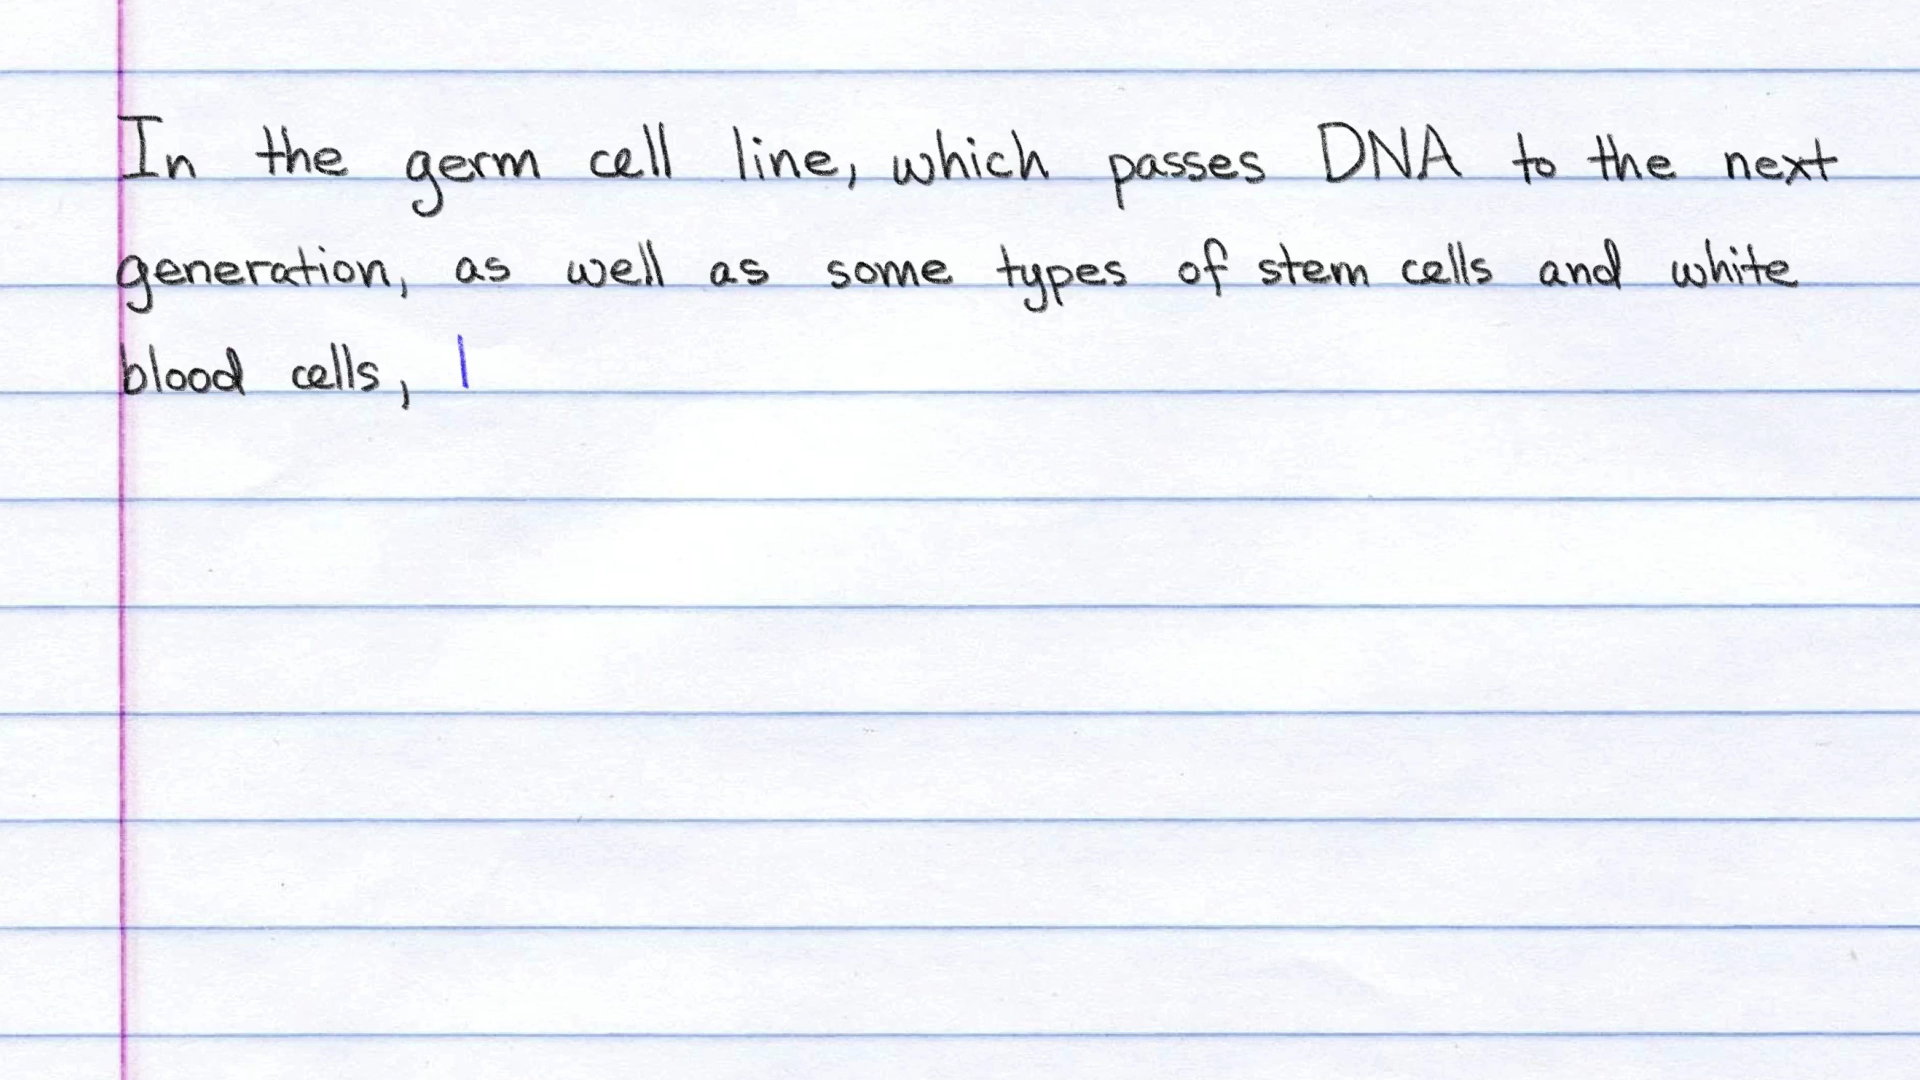 In the germ cell line, which passes DNA to the next
generation, as well as some types of stem cells and white
blood cells,